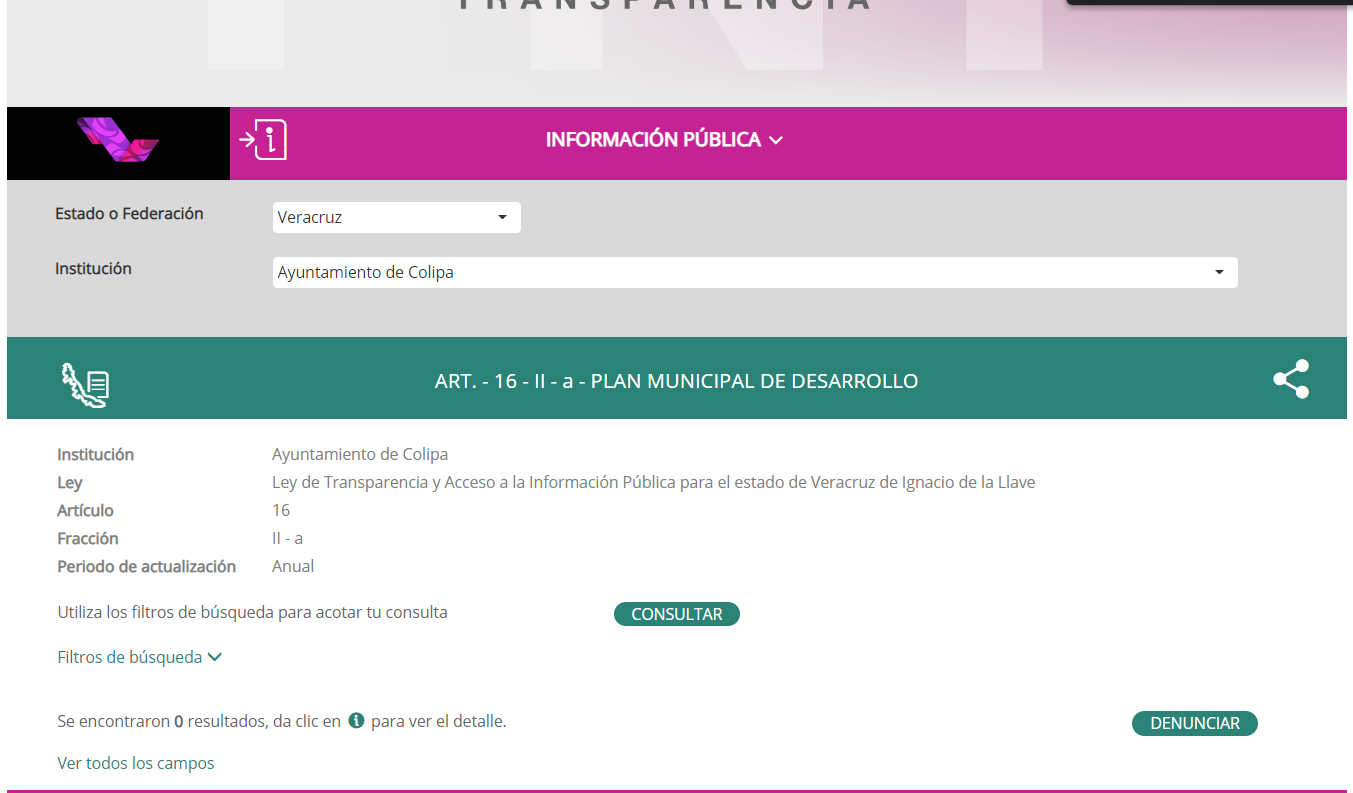 TRANSPARENCIA
INFORMACIÓN PÚBLICA
Estado o Federación
Veracruz
Institución
Ayuntamiento de Colipa
ART. - 16 - II - a - PLAN MUNICIPAL DE DESARROLLO
Institución Ayuntamiento de Colipa
Ley Ley de Transparencia y Acceso a la Información Pública para el estado de Veracruz de Ignacio de la Llave
Artículo 16
Fracción II - a
Periodo de actualización Anual
Utiliza los filtros de búsqueda para acotar tu consulta CONSULTAR
Filtros de búsqueda
Se encontraron 0 resultados, da clic en i para ver el detalle. DENUNCIAR
Ver todos los campos